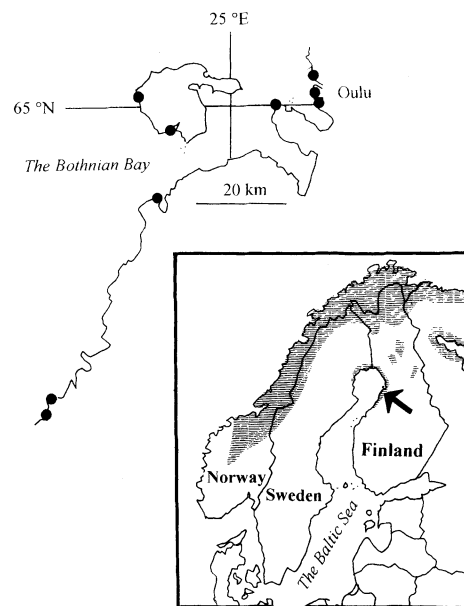 25 °E
Oulu
65 °N
The Bothnian Bay
20 km
Norway
Sweden
Finland
The Baltic Sea